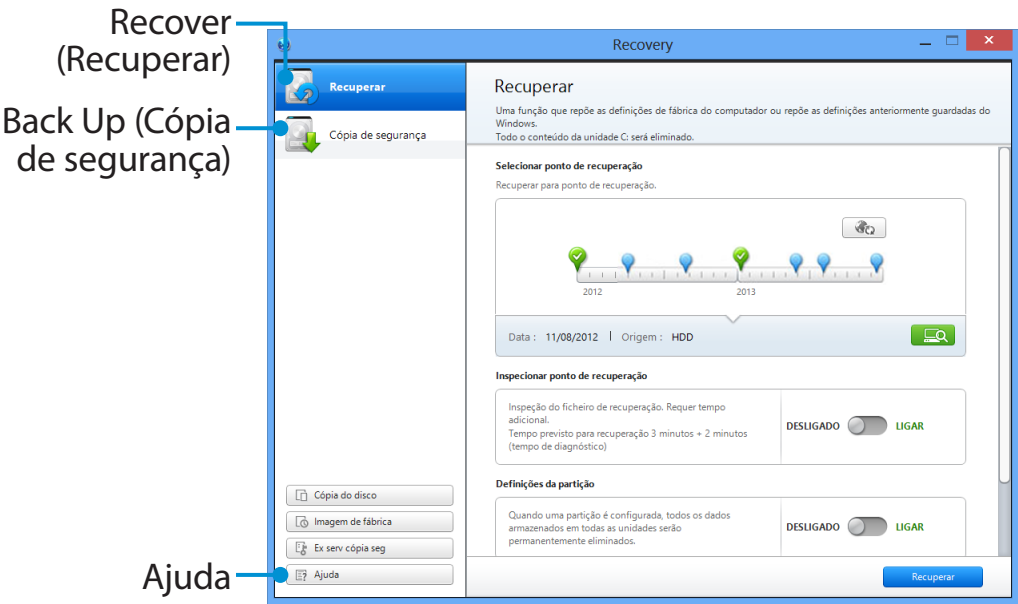 Recover
(Recuperar)
Back Up (Cópia
de segurança)
Ajuda
Recovery
Recuperar
Cópia de segurança
Cópia do disco
Imagem de fábrica
Ex serv cópia seg
Ajuda
Recuperar
Uma função que repõe as definições de fábrica do computador ou repõe as definições anteriormente guardadas do
Windows.
Todo o conteúdo da unidade C: será eliminado.
Selecionar ponto de recuperação
Recuperar para ponto de recuperação.
2012 2013
Data : 11/08/2012 | Origem : HDD
Inspecionar ponto de recuperação
Inspeção do ficheiro de recuperação. Requer tempo
adicional.
Tempo previsto para recuperação 3 minutos + 2 minutos
(tempo de diagnóstico)
DESLIGADO LIGAR
Definições da partição
Quando uma partição é configurada, todos os dados
armazenados em todas as unidades serão
permanentemente eliminados.
DESLIGADO LIGAR
Recuperar